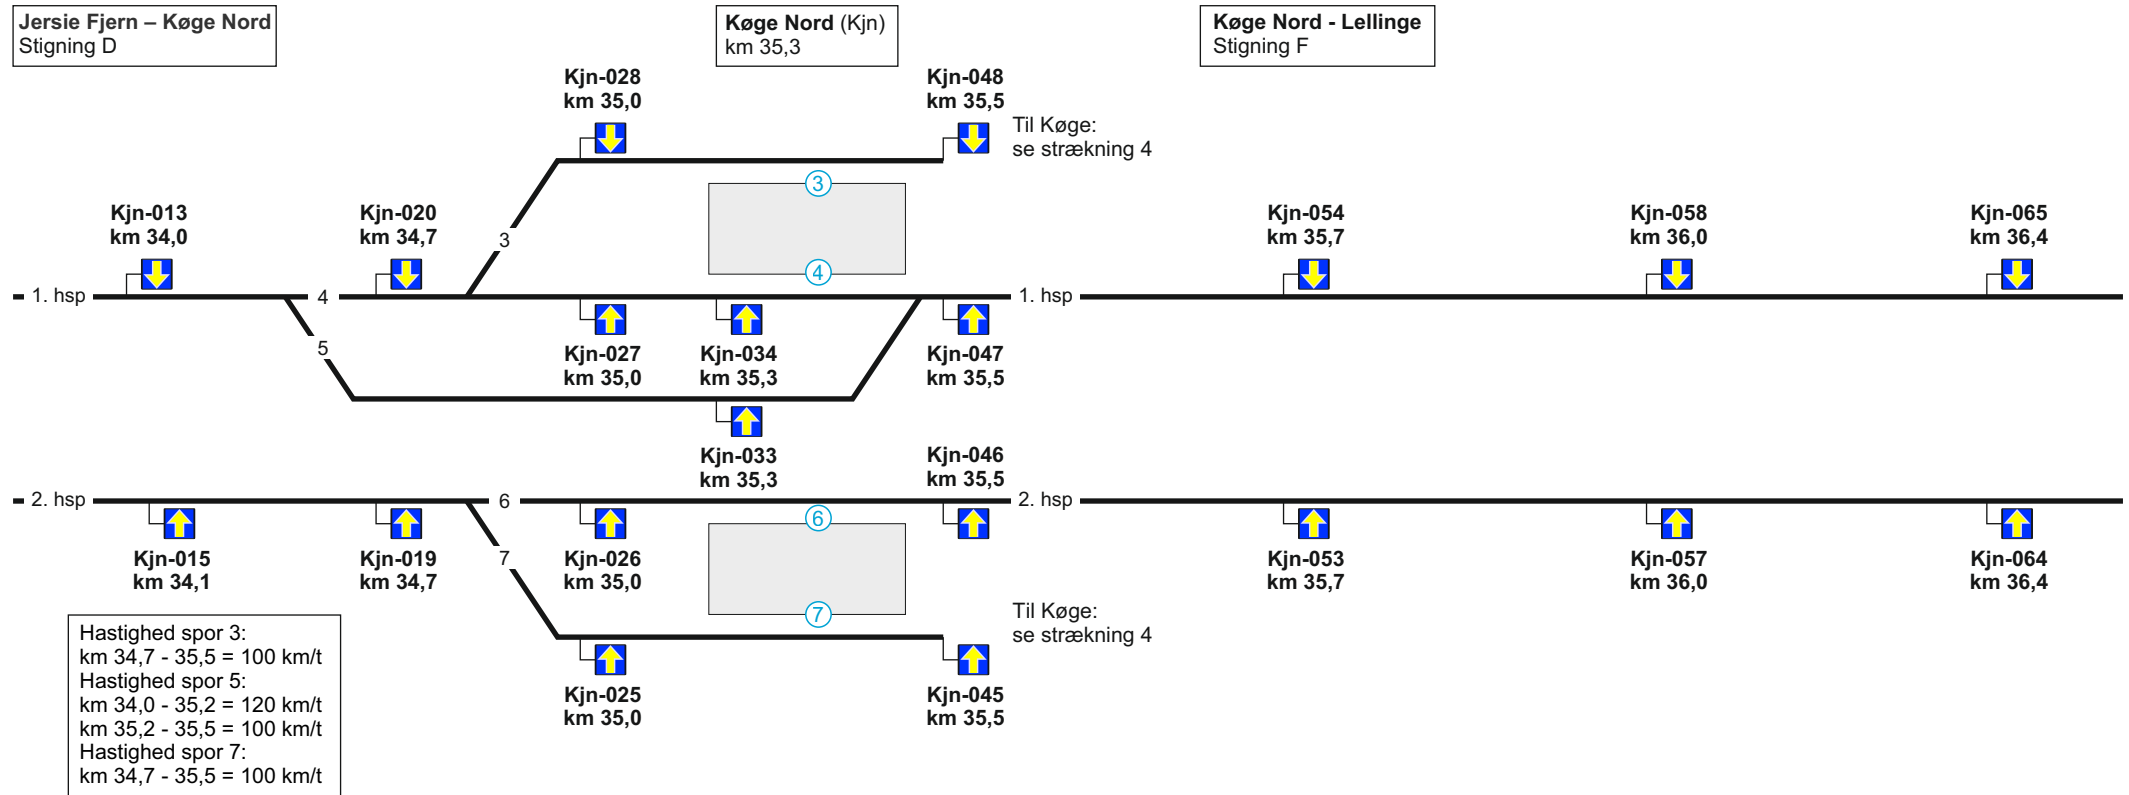 Jersie Fjern – Køge Nord
Stigning D
Køge Nord (Kjn)
km 35,3
Køge Nord - Lellinge
Stigning F
Kjn-028
km 35,0
Kjn-048
km 35,5
Til Køge:
se strækning 4
3
Kjn-013
km 34,0
Kjn-020
km 34,7
3
4
Kjn-054
km 35,7
Kjn-058
km 36,0
Kjn-065
km 36,4
1. hsp
4
1. hsp
5
Kjn-027
km 35,0
Kjn-034
km 35,3
Kjn-047
km 35,5
Kjn-033
km 35,3
Kjn-046
km 35,5
2. hsp
6
2. hsp
6
Kjn-015
km 34,1
Kjn-019
km 34,7
7
Kjn-026
km 35,0
Kjn-053
km 35,7
Kjn-057
km 36,0
Kjn-064
km 36,4
7
Til Køge:
se strækning 4
Kjn-025
km 35,0
Kjn-045
km 35,5
Hastighed spor 3:
km 34,7 - 35,5 = 100 km/t
Hastighed spor 5:
km 34,0 - 35,2 = 120 km/t
km 35,2 - 35,5 = 100 km/t
Hastighed spor 7:
km 34,7 - 35,5 = 100 km/t